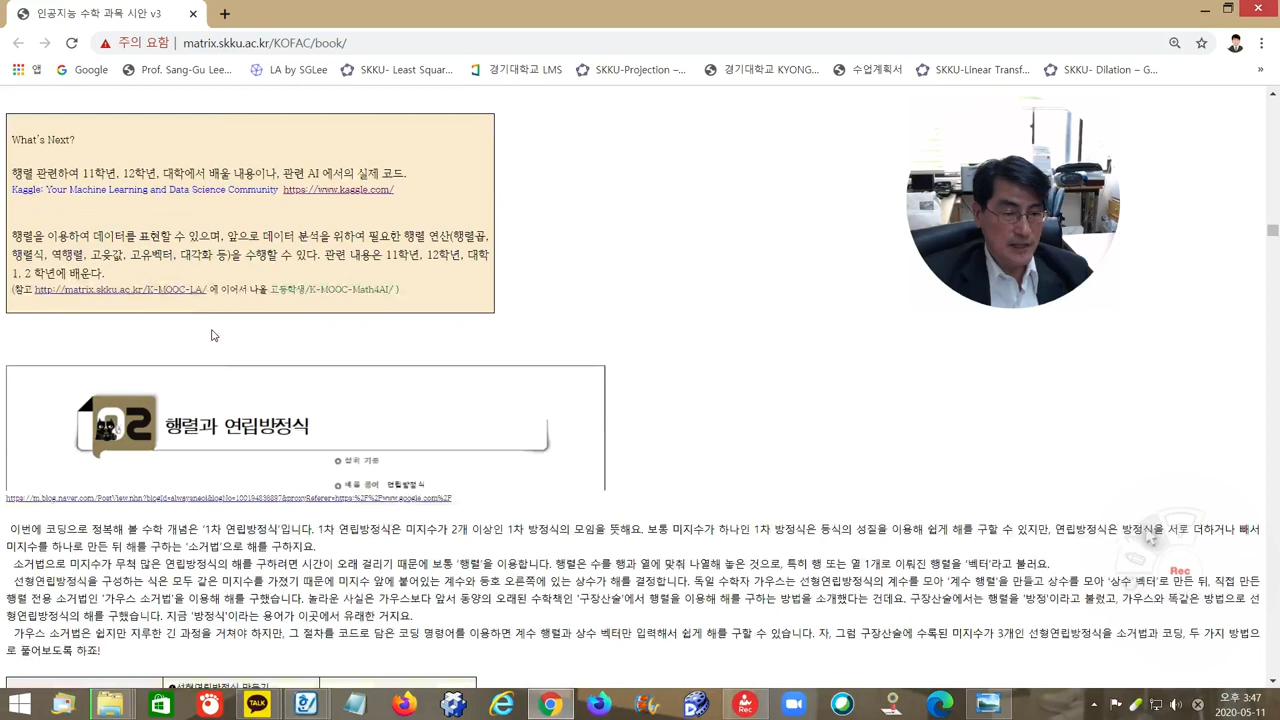 인공지능 수학 과목 시안 v3
주의 요함 | matrix.skku.ac.kr/KOFAC/book/
앱 Google Prof. Sang-Gu Lee... LA by SGLee SKKU- Least Squar... 경기대학교 LMS SKKU-Projection –... 경기대학교 KYONG... 수업계획서 SKKU-Linear Transf... SKKU- Dilation – G... »
What's Next?
행렬 관련하여 11학년, 12학년, 대학에서 배울 내용이나, 관련 AI 에서의 실제 코드.
Kaggle: Your Machine Learning and Data Science Community https://www.kaggle.com/
행렬을 이용하여 데이터를 표현할 수 있으며, 앞으로 데이터 분석을 위하여 필요한 행렬 연산(행렬곱,
행렬식, 역행렬, 고윳값, 고유벡터, 대각화 등)을 수행할 수 있다. 관련 내용은 11학년, 12학년, 대학
1, 2 학년에 배운다.
(참고 http://matrix.skku.ac.kr/K-MOOC-LA/ 에 이어서 나올 고등학생/K-MOOC-Math4AI/ )
02 행렬과 연립방정식
연립방정식
이번에 코딩으로 정복해 볼 수학 개념은 '1차 연립방정식'입니다. 1차 연립방정식은 미지수가 2개 이상인 1차 방정식의 모임을 뜻해요. 보통 미지수가 하나인 1차 방정식은 등식의 성질을 이용해 쉽게 해를 구할 수 있지만, 연립방정식은 방정식을 서로 더하거나 빼서
미지수를 하나로 만든 뒤 해를 구하는 '소거법'으로 해를 구하지요.
소거법으로 미지수가 무척 많은 연립방정식의 해를 구하려면 시간이 오래 걸리기 때문에 보통 '행렬'을 이용합니다. 행렬은 수를 행과 열에 맞춰 나열해 놓은 것으로, 특히 행 또는 열 1개로 이뤄진 행렬을 '벡터'라고 불러요.
선형연립방정식을 구성하는 식은 모두 같은 미지수를 가졌기 때문에 미지수 앞에 붙어있는 계수와 등호 오른쪽에 있는 상수가 해를 결정합니다. 독일 수학자 가우스는 선형연립방정식의 계수를 모아 '계수 행렬'을 만들고 상수를 모아 '상수 벡터'로 만든 뒤, 직접 만든
행렬 전용 소거법인 '가우스 소거법'을 이용해 해를 구했습니다. 놀라운 사실은 가우스보다 앞서 동양의 오래된 수학책인 '구장산술'에서 행렬을 이용해 해를 구하는 방법을 소개했다는 건데요. 구장산술에서는 행렬을 '방정'이라고 불렀고, 가우스와 똑같은 방법으로 선
형연립방정식의 해를 구했습니다. 지금 '방정식'이라는 용어가 이곳에서 유래한 거지요.
가우스 소거법은 쉽지만 지루한 긴 과정을 거쳐야 하지만, 그 절차를 코드로 담은 코딩 명령어를 이용하면 계수 행렬과 상수 벡터만 입력해서 쉽게 해를 구할 수 있습니다. 자, 그럼 구장산술에 수록된 미지수가 3개인 선형연립방정식을 소거법과 코딩, 두 가지 방법으
로 풀어보도록 하죠!
Rec
TALK
Rec
오후 3:47
2020-05-11